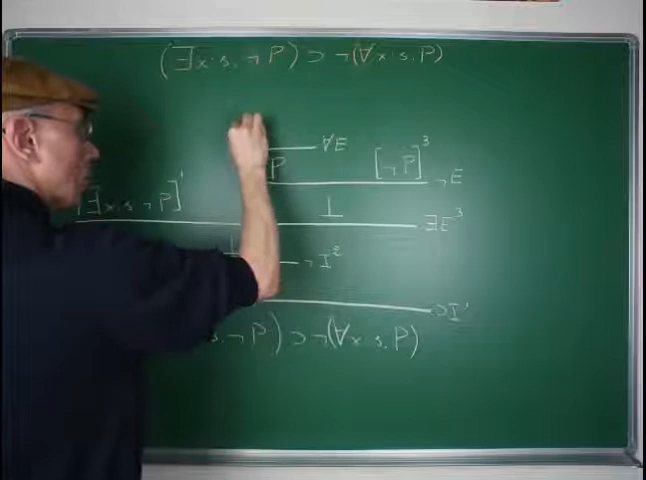 (∃x:s. ¬P) ⊃ ¬(∀x:s. P)
∀E
P [¬P]³ ¬E
[∃x:s. ¬P]¹ ⊥ ∃E³
⊥ ¬I²
⊃I¹
s. ¬P) ⊃ ¬(∀x:s. P)